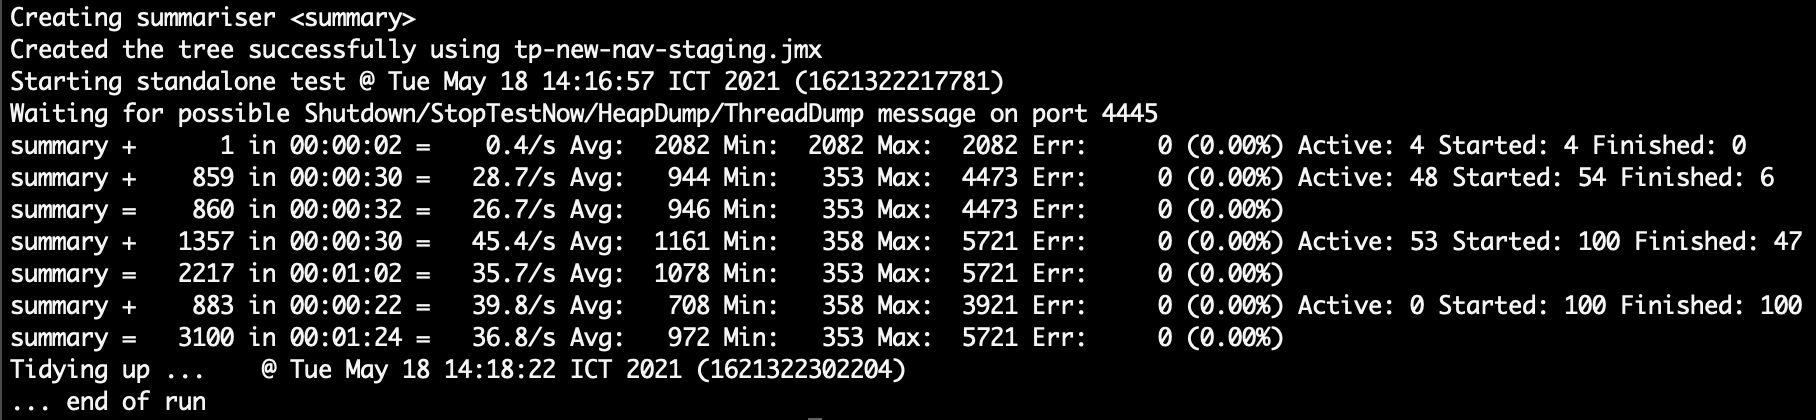 Creating summariser <summary>
Created the tree successfully using tp-new-nav-staging.jmx
Starting standalone test @ Tue May 18 14:16:57 ICT 2021 (1621322217781)
Waiting for possible Shutdown/StopTestNow/HeapDump/ThreadDump message on port 4445
summary +      1 in 00:00:02 =    0.4/s Avg:  2082 Min:  2082 Max:  2082 Err:     0 (0.00%) Active: 4 Started: 4 Finished: 0
summary +    859 in 00:00:30 =   28.7/s Avg:   944 Min:   353 Max:  4473 Err:     0 (0.00%) Active: 48 Started: 54 Finished: 6
summary =    860 in 00:00:32 =   26.7/s Avg:   946 Min:   353 Max:  4473 Err:     0 (0.00%)
summary +   1357 in 00:00:30 =   45.4/s Avg:  1161 Min:   358 Max:  5721 Err:     0 (0.00%) Active: 53 Started: 100 Finished: 47
summary =   2217 in 00:01:02 =   35.7/s Avg:  1078 Min:   353 Max:  5721 Err:     0 (0.00%)
summary +    883 in 00:00:22 =   39.8/s Avg:   708 Min:   358 Max:  3921 Err:     0 (0.00%) Active: 0 Started: 100 Finished: 100
summary =   3100 in 00:01:24 =   36.8/s Avg:   972 Min:   353 Max:  5721 Err:     0 (0.00%)
Tidying up ...    @ Tue May 18 14:18:22 ICT 2021 (1621322302204)
... end of run